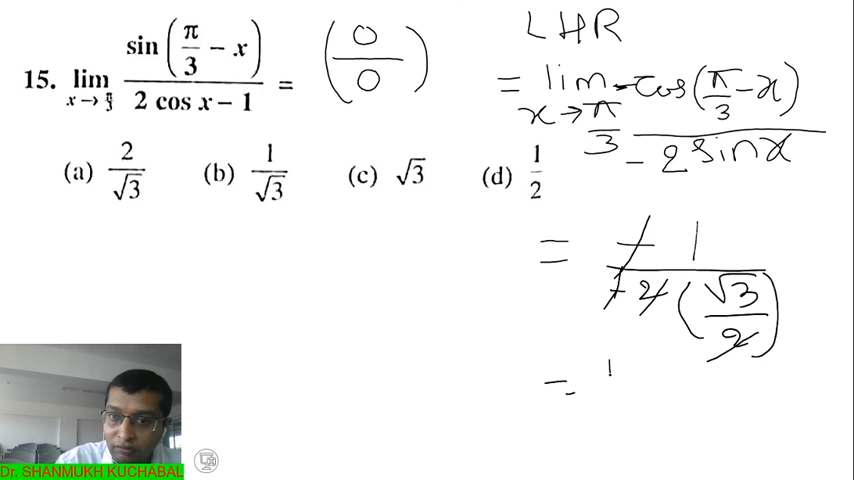 15. lim x→π/3 sin(π/3 − x) / 2 cos x − 1 = (0/0)
(a) 2/√3 (b) 1/√3 (c) √3 (d) 1/2
LHR
= lim x→π/3 -cos(π/3 - x) / -2 sin x
= -1 / -2(√3/2)
= 1
Dr. SHANMUKH KUCHABAL